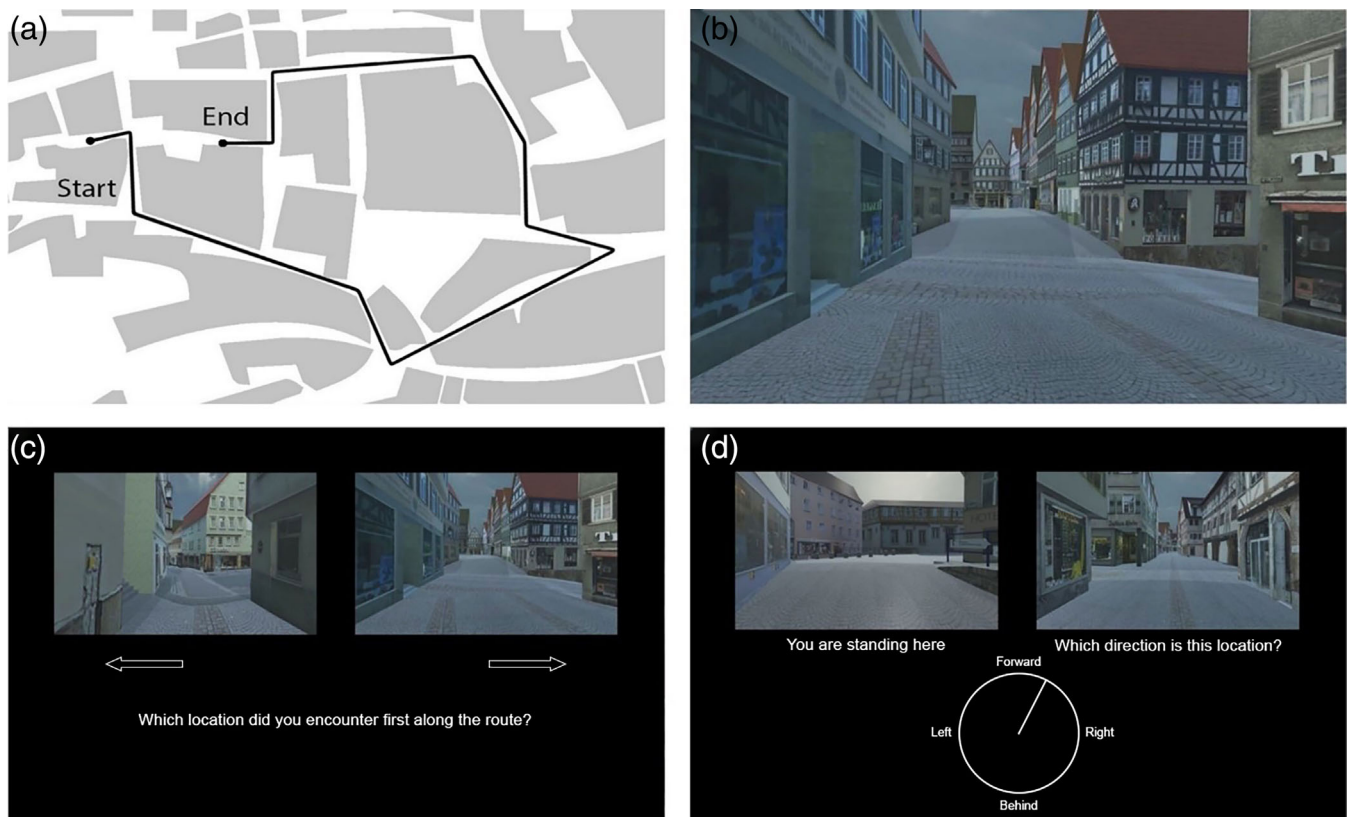 (a)
End
Start
(b)
(c)
Which location did you encounter first along the route?
(d)
You are standing here
Which direction is this location?
Forward
Left
Right
Behind